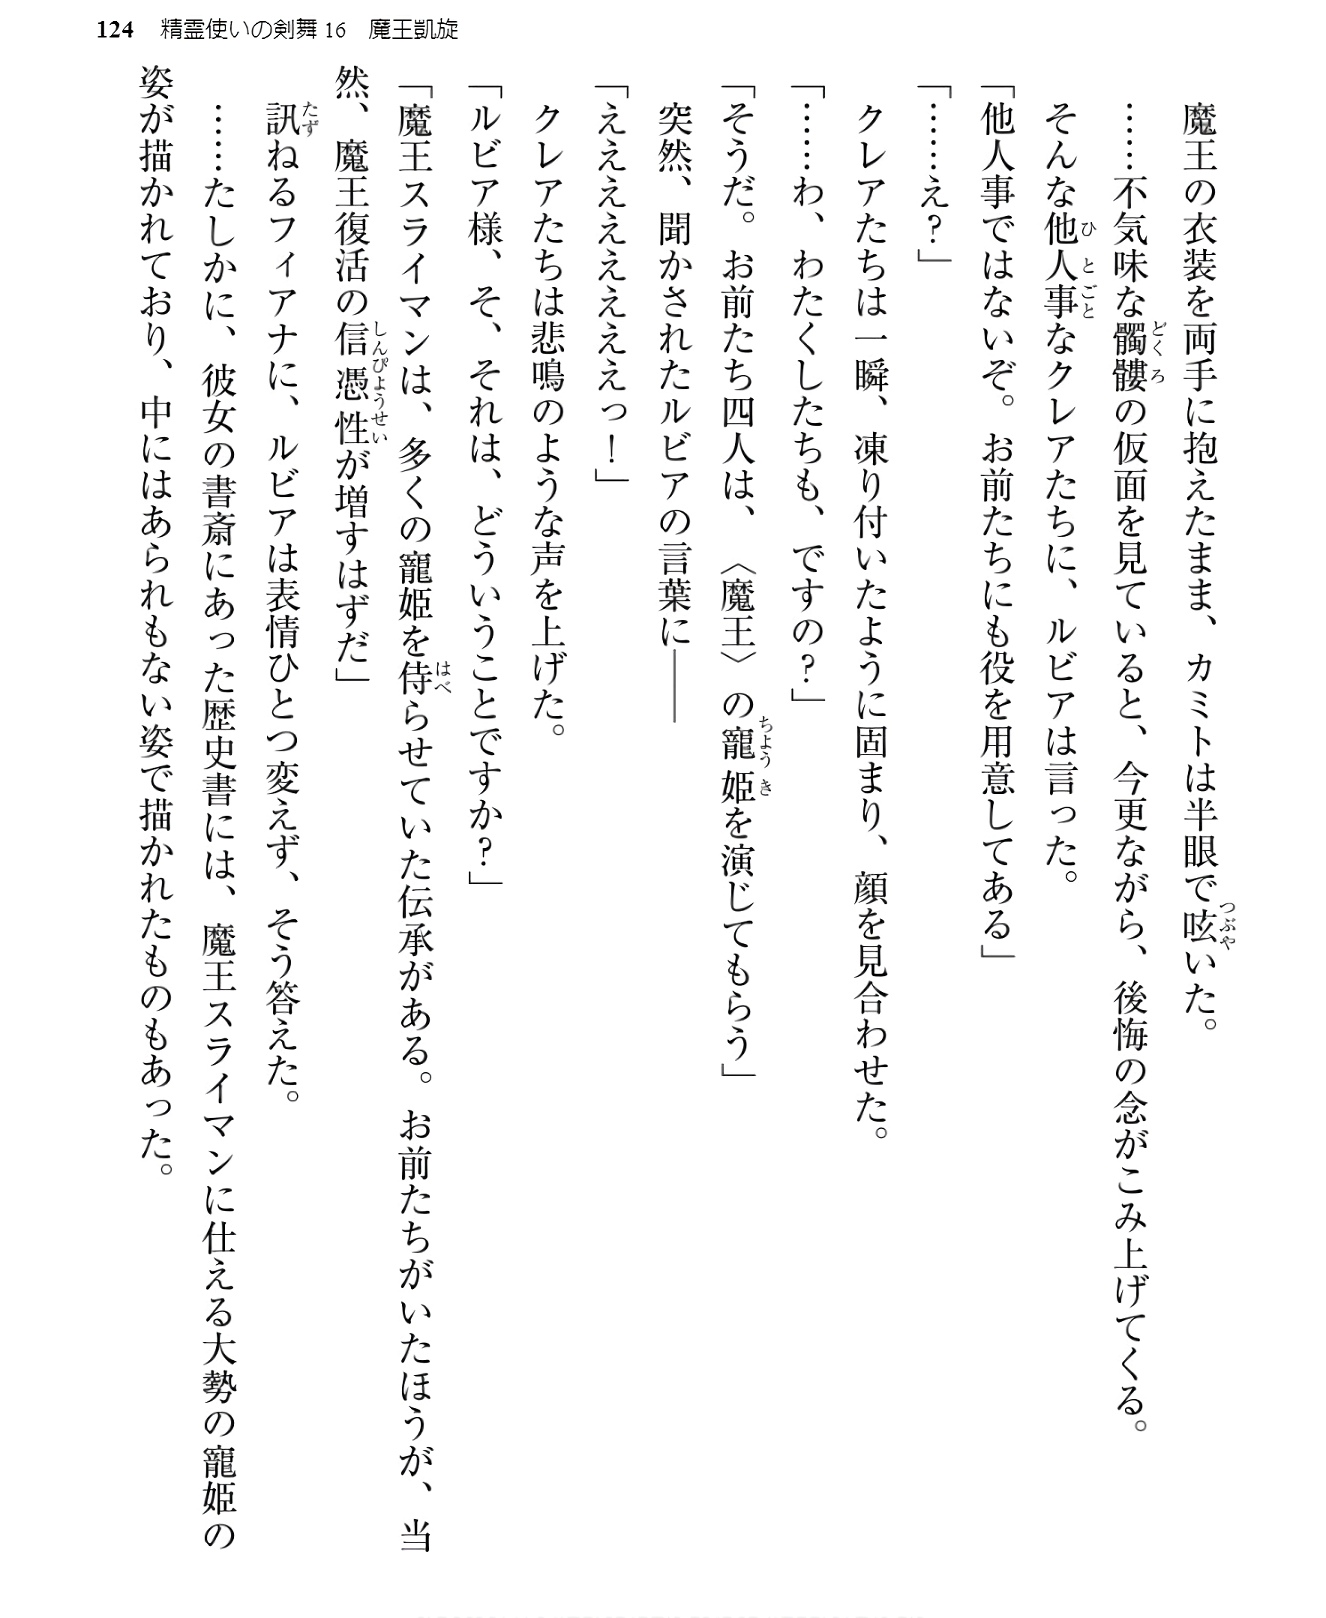 124 精霊使いの剣舞16 魔王凱旋
魔王の衣装を両手に抱えたまま、カミトは半眼で呟いた。
……不気味な髑髏の仮面を見ていると、今更ながら、後悔の念がこみ上げてくる。
そんな他人事なクレアたちに、ルビアは言った。
「他人事ではないぞ。お前たちにも役を用意してある」
「……え？」
クレアたちは一瞬、凍り付いたように固まり、顔を見合わせた。
「……わ、わたくしたちも、ですの？」
「そうだ。お前たち四人は、〈魔王〉の寵姫を演じてもらう」
突然、聞かされたルビアの言葉に――
「えええええええっ！」
クレアたちは悲鳴のような声を上げた。
「ルビア様、そ、それは、どういうことですか？」
「魔王スライマンは、多くの寵姫を侍らせていた伝承がある。お前たちがいたほうが、当
然、魔王復活の信憑性が増すはずだ」
訊ねるフィアナに、ルビアは表情ひとつ変えず、そう答えた。
……たしかに、彼女の書斎にあった歴史書には、魔王スライマンに仕える大勢の寵姫の
姿が描かれており、中にはあられもない姿で描かれたものもあった。